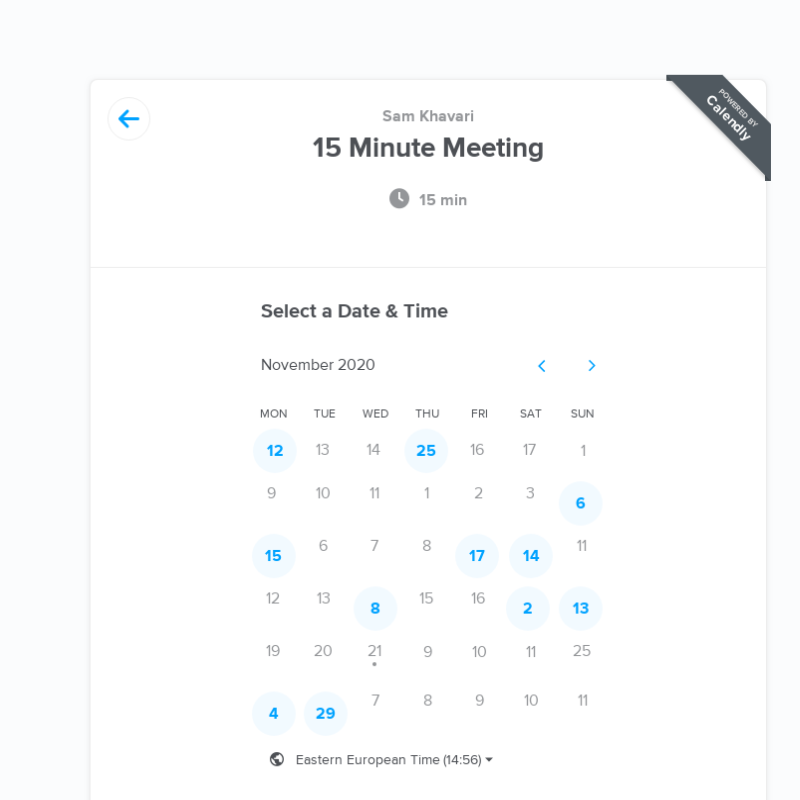 POWERED BY
Calendly
Sam Khavari
15 Minute Meeting
15 min
Select a Date & Time
November 2020
MON TUE WED THU FRI SAT SUN
12 13 14 25 16 17 1
9 10 11 1 2 3 6
15 6 7 8 17 14 11
12 13 8 15 16 2 13
19 20 21 9 10 11 25
4 29 7 8 9 10 11
Eastern European Time (14:56)